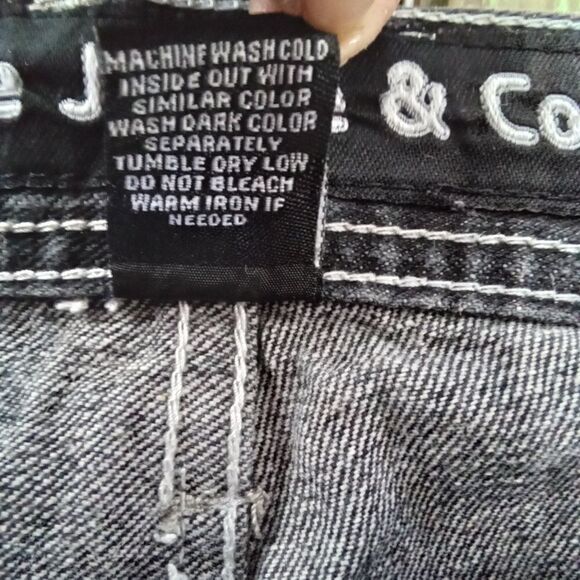 MACHINE WASH COLD
INSIDE OUT WITH
SIMILAR COLOR
WASH DARK COLOR
SEPARATELY
TUMBLE DRY LOW
DO NOT BLEACH
WARM IRON IF
NEEDED
e J & Co